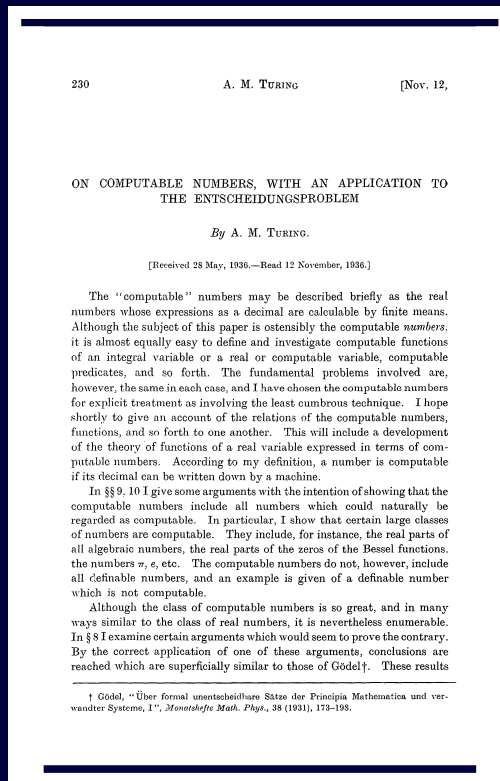 230 A. M. TURING [Nov. 12,
ON COMPUTABLE NUMBERS, WITH AN APPLICATION TO
THE ENTSCHEIDUNGSPROBLEM
By A. M. TURING.
[Received 28 May, 1936.—Read 12 November, 1936.]
The "computable" numbers may be described briefly as the real
numbers whose expressions as a decimal are calculable by finite means.
Although the subject of this paper is ostensibly the computable numbers,
it is almost equally easy to define and investigate computable functions
of an integral variable or a real or computable variable, computable
predicates, and so forth. The fundamental problems involved are,
however, the same in each case, and I have chosen the computable numbers
for explicit treatment as involving the least cumbrous technique. I hope
shortly to give an account of the relations of the computable numbers,
functions, and so forth to one another. This will include a development
of the theory of functions of a real variable expressed in terms of com-
putable numbers. According to my definition, a number is computable
if its decimal can be written down by a machine.
In §§ 9, 10 I give some arguments with the intention of showing that the
computable numbers include all numbers which could naturally be
regarded as computable. In particular, I show that certain large classes
of numbers are computable. They include, for instance, the real parts of
all algebraic numbers, the real parts of the zeros of the Bessel functions,
the numbers π, e, etc. The computable numbers do not, however, include
all definable numbers, and an example is given of a definable number
which is not computable.
Although the class of computable numbers is so great, and in many
ways similar to the class of real numbers, it is nevertheless enumerable.
In § 8 I examine certain arguments which would seem to prove the contrary.
By the correct application of one of these arguments, conclusions are
reached which are superficially similar to those of Gödel†. These results
† Gödel, "Über formal unentscheidbare Sätze der Principia Mathematica und ver-
wandter Systeme, I", Monatshefte Math. Phys., 38 (1931), 173–198.